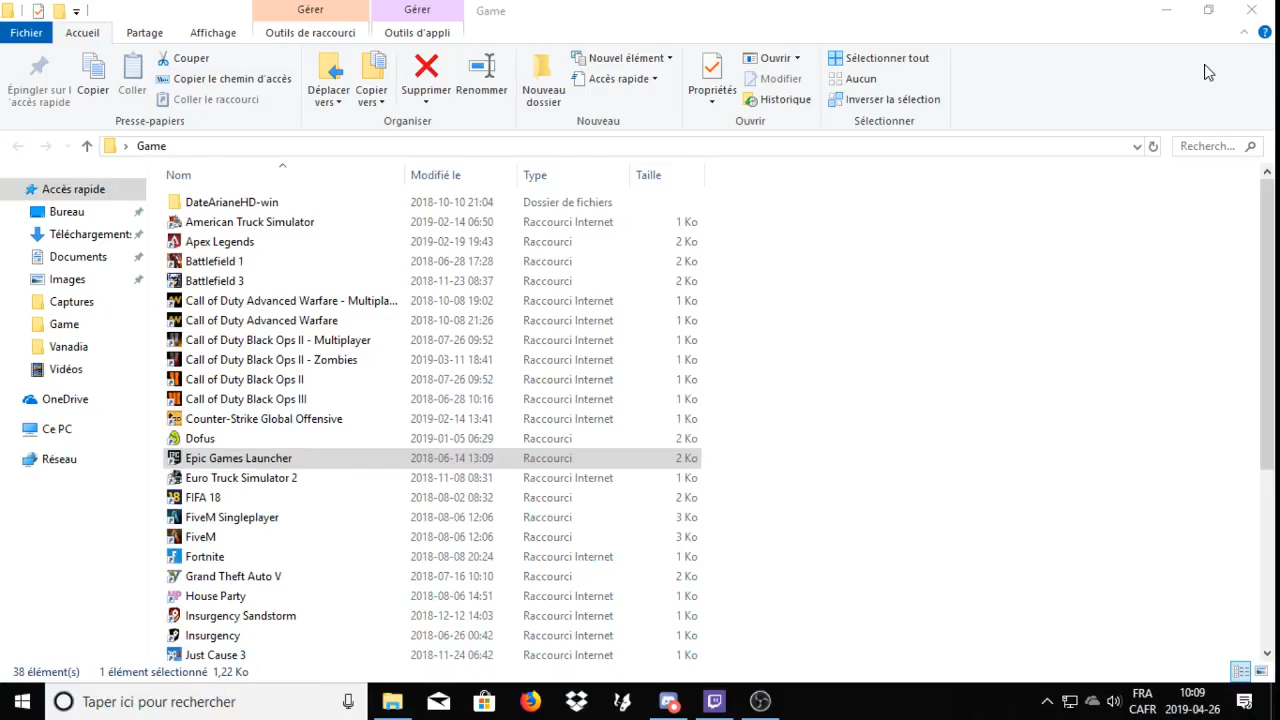 Gérer
Gérer
Game
Fichier
Accueil
Partage
Affichage
Outils de raccourci
Outils d'appli
Épingler sur l'
accès rapide
Copier
Coller
Couper
Copier le chemin d'accès
Coller le raccourci
Presse-papiers
Déplacer
vers
Copier
vers
Supprimer
Renommer
Organiser
Nouveau
dossier
Nouvel élément
Accès rapide
Nouveau
Propriétés
Ouvrir
Modifier
Historique
Ouvrir
Sélectionner tout
Aucun
Inverser la sélection
Sélectionner
Game
Recherch...
Nom Modifié le Type Taille
Accès rapide
Bureau
Téléchargements
Documents
Images
Captures
Game
Vanadia
Vidéos
OneDrive
Ce PC
Réseau
DateArianeHD-win 2018-10-10 21:04 Dossier de fichiers
American Truck Simulator 2019-02-14 06:50 Raccourci Internet 1 Ko
Apex Legends 2019-02-19 19:43 Raccourci 2 Ko
Battlefield 1 2018-06-28 17:28 Raccourci 2 Ko
Battlefield 3 2018-11-23 08:37 Raccourci 2 Ko
Call of Duty Advanced Warfare - Multipla... 2018-10-08 19:02 Raccourci Internet 1 Ko
Call of Duty Advanced Warfare 2018-10-08 21:26 Raccourci Internet 1 Ko
Call of Duty Black Ops II - Multiplayer 2018-07-26 09:52 Raccourci Internet 1 Ko
Call of Duty Black Ops II - Zombies 2019-03-11 18:41 Raccourci Internet 1 Ko
Call of Duty Black Ops II 2018-07-26 09:52 Raccourci Internet 1 Ko
Call of Duty Black Ops III 2018-06-28 10:16 Raccourci Internet 1 Ko
Counter-Strike Global Offensive 2019-02-14 13:41 Raccourci Internet 1 Ko
Dofus 2019-01-05 06:29 Raccourci 2 Ko
Epic Games Launcher 2018-06-14 13:09 Raccourci 2 Ko
Euro Truck Simulator 2 2018-11-08 08:31 Raccourci Internet 1 Ko
FIFA 18 2018-08-02 08:32 Raccourci 2 Ko
FiveM Singleplayer 2018-08-06 12:06 Raccourci 3 Ko
FiveM 2018-08-06 12:06 Raccourci 3 Ko
Fortnite 2018-08-08 20:24 Raccourci Internet 1 Ko
Grand Theft Auto V 2018-07-16 10:10 Raccourci 2 Ko
House Party 2018-08-06 14:51 Raccourci Internet 1 Ko
Insurgency Sandstorm 2018-12-12 14:03 Raccourci Internet 1 Ko
Insurgency 2018-06-26 00:42 Raccourci Internet 1 Ko
Just Cause 3 2018-11-24 06:42 Raccourci Internet 1 Ko
38 élément(s) 1 élément sélectionné 1,22 Ko
Taper ici pour rechercher
FRA
CAFR
10:09
2019-04-26